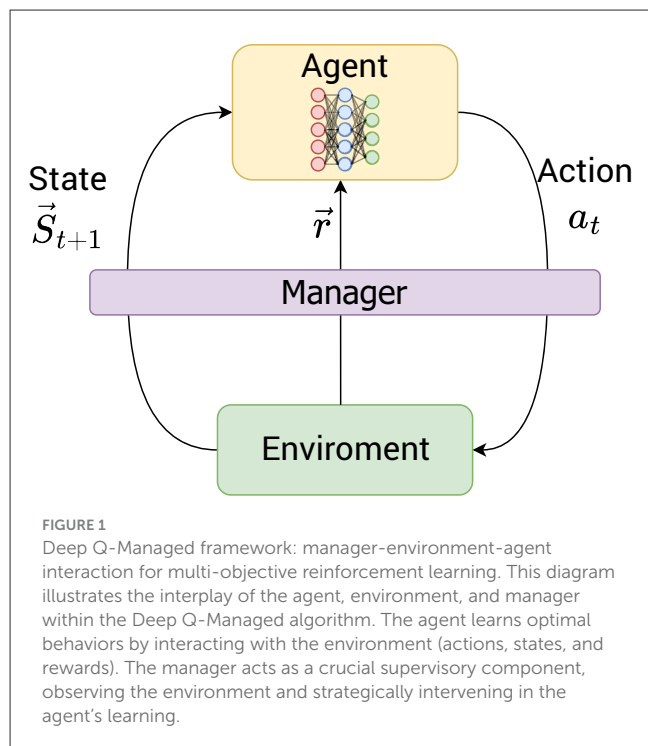 Agent
State
S⃗ₜ₊₁
r⃗
Action
aₜ
Manager
Enviroment
FIGURE 1
Deep Q-Managed framework: manager-environment-agent
interaction for multi-objective reinforcement learning. This diagram
illustrates the interplay of the agent, environment, and manager
within the Deep Q-Managed algorithm. The agent learns optimal
behaviors by interacting with the environment (actions, states, and
rewards). The manager acts as a crucial supervisory component,
observing the environment and strategically intervening in the
agent's learning.